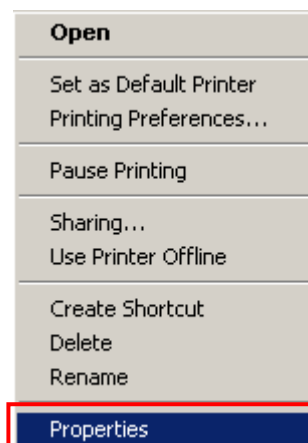 Open
Set as Default Printer
Printing Preferences...
Pause Printing
Sharing...
Use Printer Offline
Create Shortcut
Delete
Rename
Properties